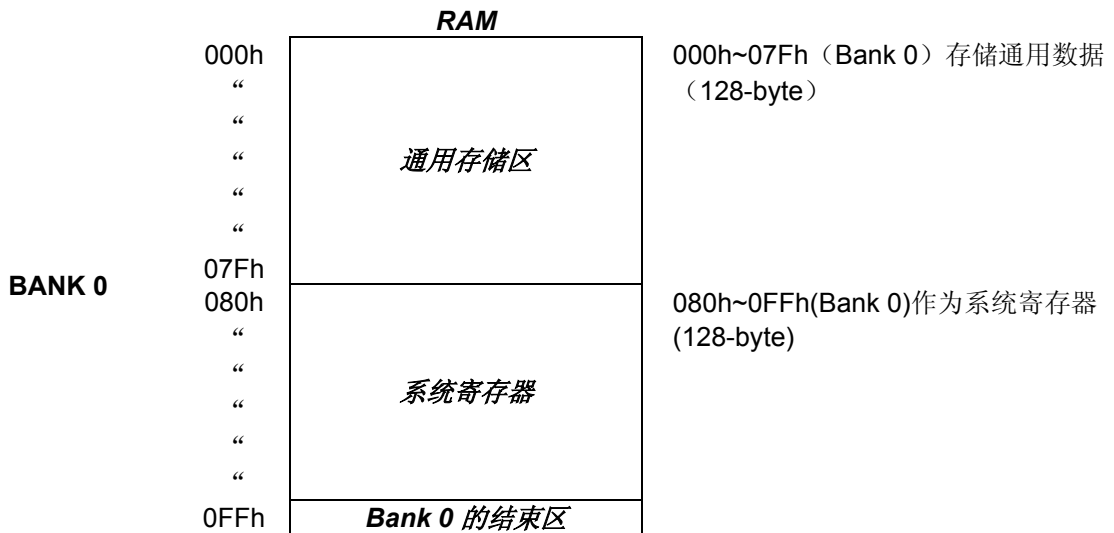 RAM
000h
000h~07Fh（Bank 0）存储通用数据
“
（128-byte）
“
“
通用存储区
“
“
07Fh
BANK 0
080h
080h~0FFh(Bank 0)作为系统寄存器
“
(128-byte)
“
“
系统寄存器
“
“
0FFh
Bank 0 的结束区